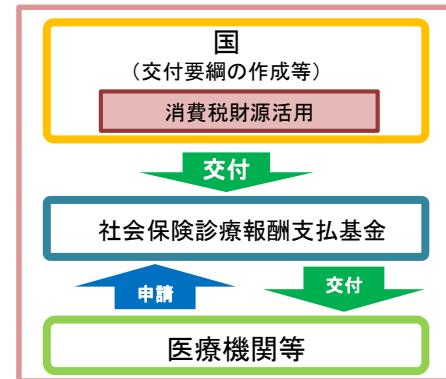 国
（交付要綱の作成等）
消費税財源活用
交付
社会保険診療報酬支払基金
申請
交付
医療機関等